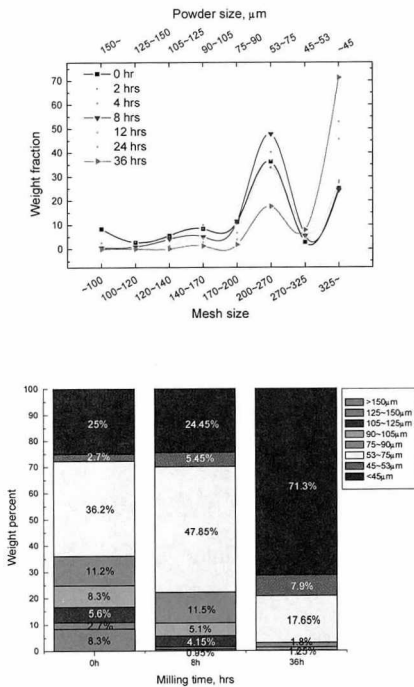 Powder size, μm
150~ 125~150 105~125 90~105 75~90 53~75 45~53 ~45
Weight fraction
70
60
50
40
30
20
10
0
0 hr
2 hrs
4 hrs
8 hrs
12 hrs
24 hrs
36 hrs
~100 100~120 120~140 140~170 170~200 200~270 270~325 325~
Mesh size
Weight percent
100
90
80
70
60
50
40
30
20
10
0
25%
2.7%
36.2%
11.2%
8.3%
5.6%
2.7%
8.3%
24.45%
5.45%
47.85%
11.5%
5.1%
4.15%
0.95%
71.3%
7.9%
17.65%
1.8%
1.25%
0h 8h 36h
Milling time, hrs
>150μm
125~150μm
105~125μm
90~105μm
75~90μm
53~75μm
45~53μm
<45μm